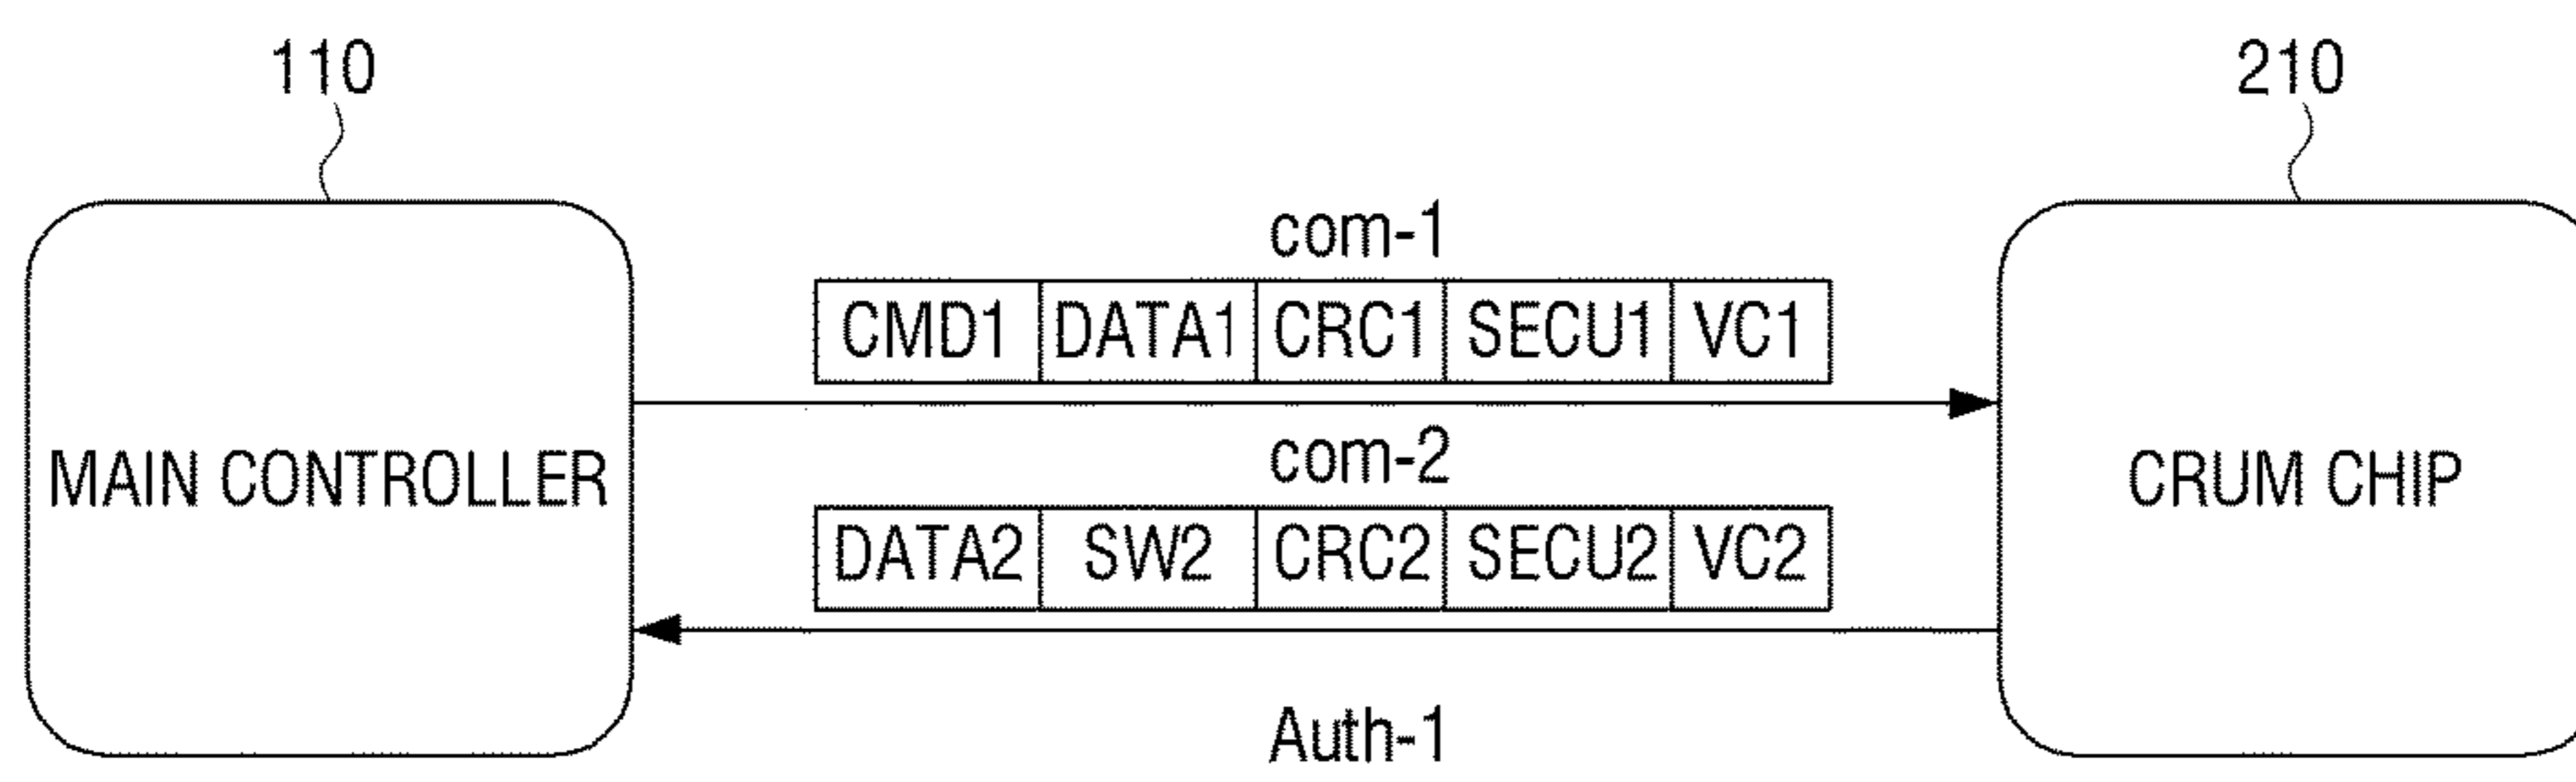 110
210
com-1
CMD1 DATA1 CRC1 SECU1 VC1
MAIN CONTROLLER
com-2
CRUM CHIP
DATA2 SW2 CRC2 SECU2 VC2
Auth-1